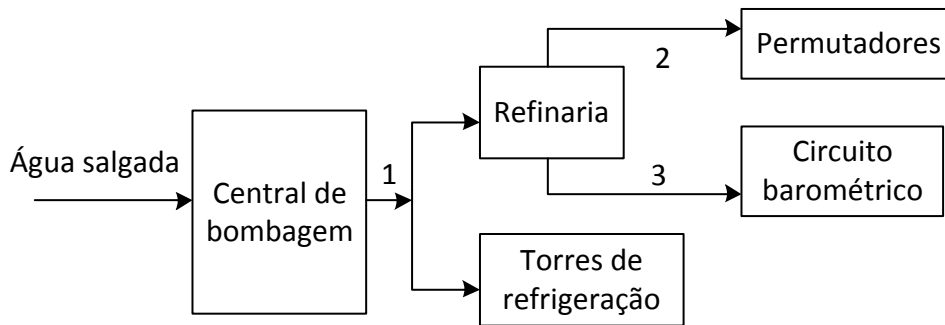 Água salgada
Central de
bombagem
1
Refinaria
2
Permutadores
3
Circuito
barométrico
Torres de
refrigeração